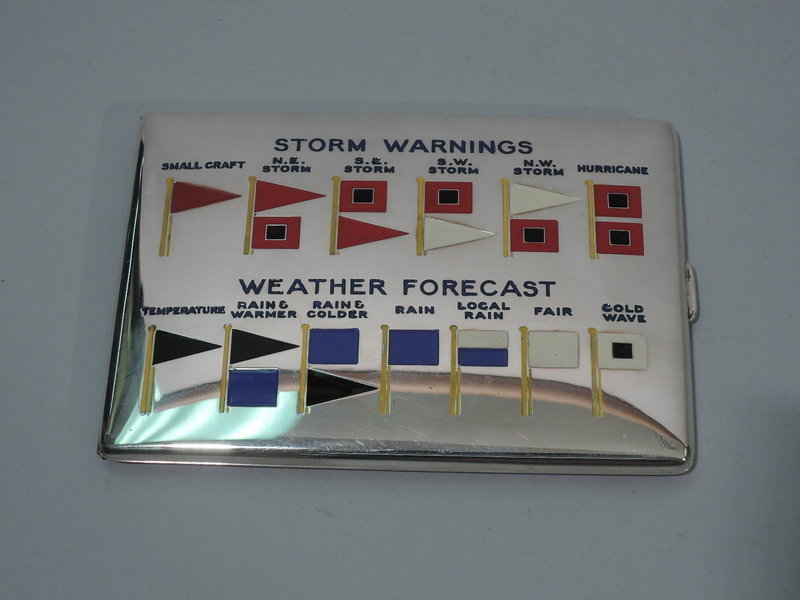 STORM WARNINGS
SMALL CRAFT
N.E. STORM
S.E. STORM
S.W. STORM
N.W. STORM
HURRICANE
WEATHER FORECAST
TEMPERATURE
RAIN & WARMER
RAIN & COLDER
RAIN
LOCAL RAIN
FAIR
COLD WAVE